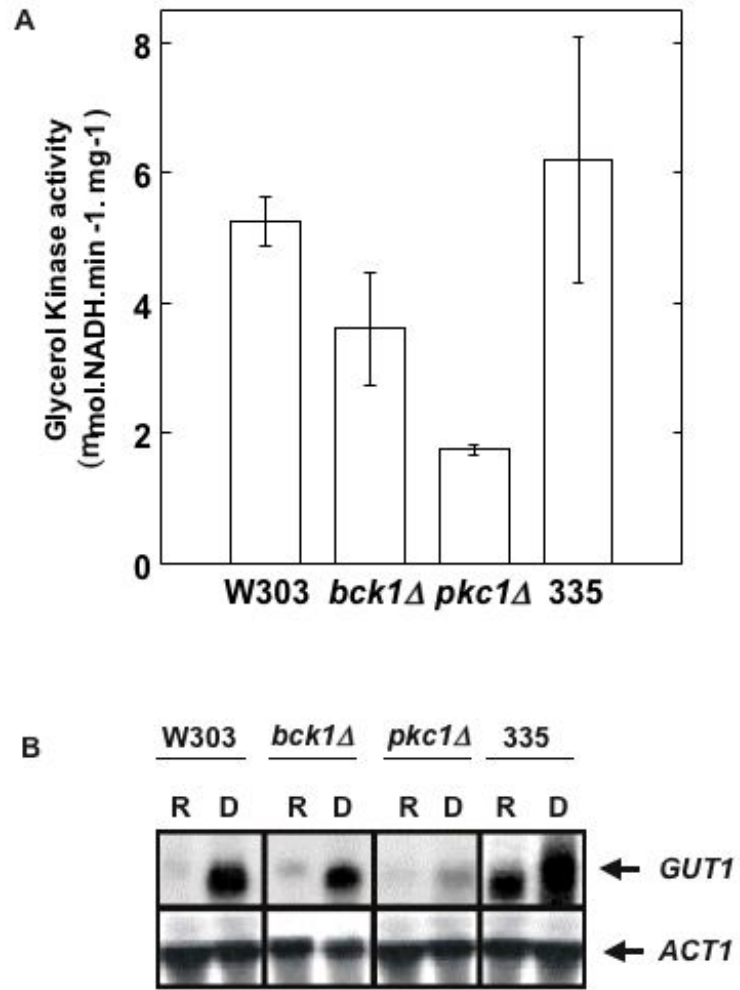 A
Glycerol Kinase activity
(mmol.NADH.min -1. mg-1)
8
6
4
2
0
W303 bck1Δ pkc1Δ 335
B
W303 bck1Δ pkc1Δ 335
R D R D R D R D
GUT1
ACT1